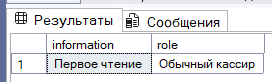 Результаты Сообщения
information role
1 Первое чтение Обычный кассир